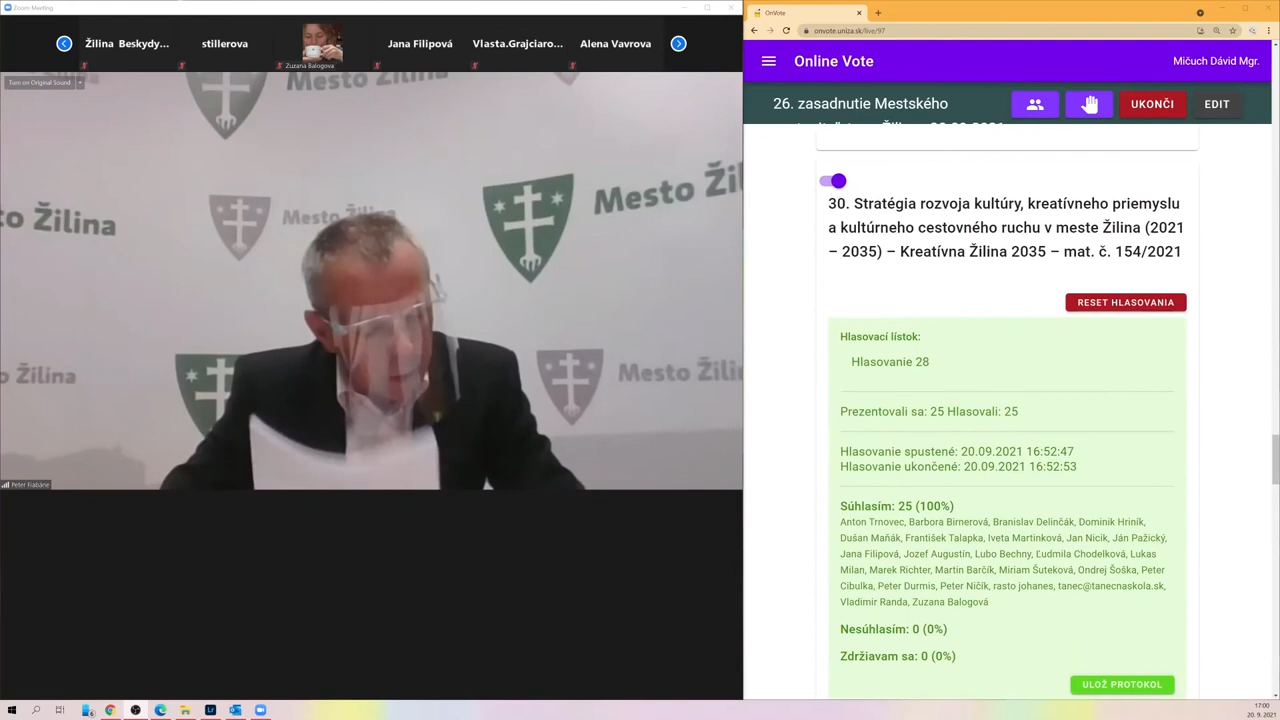 Zoom Meeting
Žilina Beskydy...
stillerova
Zuzana Balogova
Jana Filipová
Vlasta.Grajciaro...
Alena Vavrova
Turn on Original Sound
Mesto Žilina
Mesto Žil
sto Žilina
Mesto Ži
o Žilina
Mesto Žilina
Peter Fiabáne
OnVote
onvote.uniza.sk/live/97
Online Vote
Mičuch Dávid Mgr.
26. zasadnutie Mestského
UKONČI
EDIT
30. Stratégia rozvoja kultúry, kreatívneho priemyslu
a kultúrneho cestovného ruchu v meste Žilina (2021
– 2035) – Kreatívna Žilina 2035 – mat. č. 154/2021
RESET HLASOVANIA
Hlasovací lístok:
Hlasovanie 28
Prezentovali sa: 25 Hlasovali: 25
Hlasovanie spustené: 20.09.2021 16:52:47
Hlasovanie ukončené: 20.09.2021 16:52:53
Súhlasím: 25 (100%)
Anton Trnovec, Barbora Birnerová, Branislav Delinčák, Dominik Hriník,
Dušan Maňák, František Talapka, Iveta Martinková, Jan Nicik, Ján Pažický,
Jana Filipová, Jozef Augustín, Lubo Bechny, Ľudmila Chodelková, Lukas
Milan, Marek Richter, Martin Barčík, Miriam Šuteková, Ondrej Šoška, Peter
Cibulka, Peter Durmis, Peter Ničík, rasto johanes, tanec@tanecnaskola.sk,
Vladimir Randa, Zuzana Balogová
Nesúhlasím: 0 (0%)
Zdržiavam sa: 0 (0%)
ULOŽ PROTOKOL
17:00
20. 9. 2021